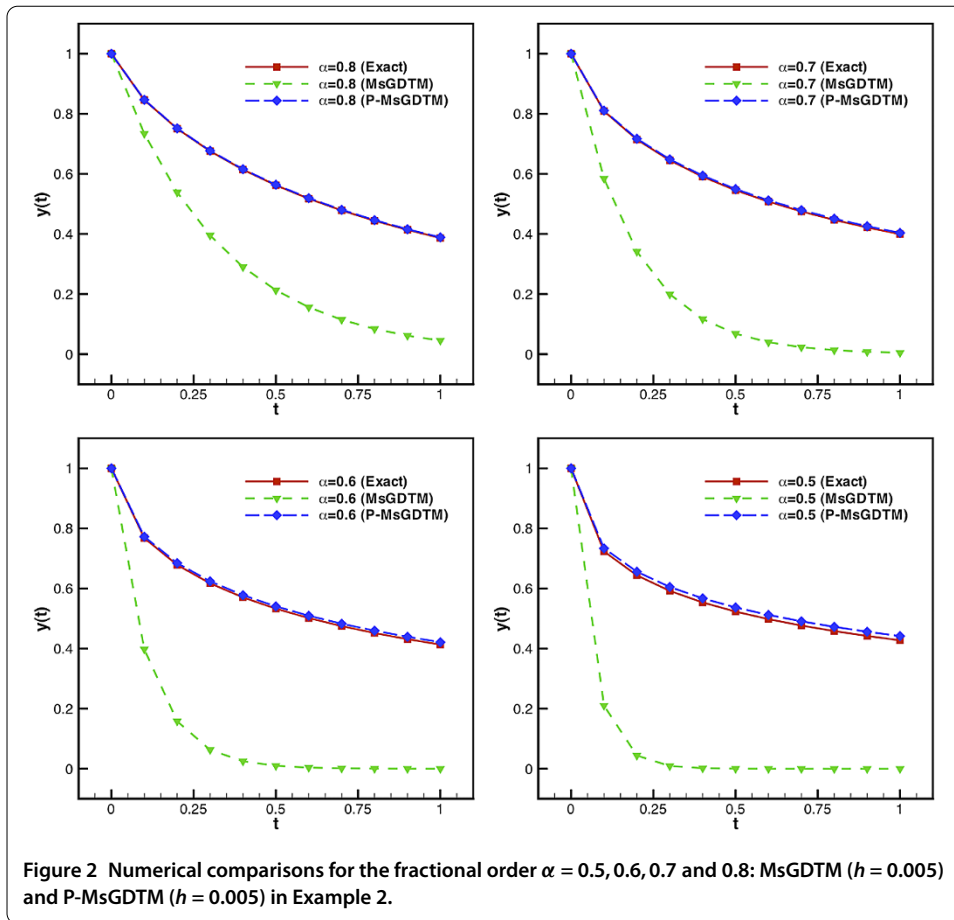 1
0.8
0.6
0.4
0.2
0
y(t)
0
0.25
0.5
0.75
1
t
α=0.8 (Exact)
α=0.8 (MsGDTM)
α=0.8 (P-MsGDTM)
1
0.8
0.6
0.4
0.2
0
y(t)
0
0.25
0.5
0.75
1
t
α=0.7 (Exact)
α=0.7 (MsGDTM)
α=0.7 (P-MsGDTM)
1
0.8
0.6
0.4
0.2
0
y(t)
0
0.25
0.5
0.75
1
t
α=0.6 (Exact)
α=0.6 (MsGDTM)
α=0.6 (P-MsGDTM)
1
0.8
0.6
0.4
0.2
0
y(t)
0
0.25
0.5
0.75
1
t
α=0.5 (Exact)
α=0.5 (MsGDTM)
α=0.5 (P-MsGDTM)
Figure 2 Numerical comparisons for the fractional order α = 0.5, 0.6, 0.7 and 0.8: MsGDTM (h = 0.005)
and P-MsGDTM (h = 0.005) in Example 2.